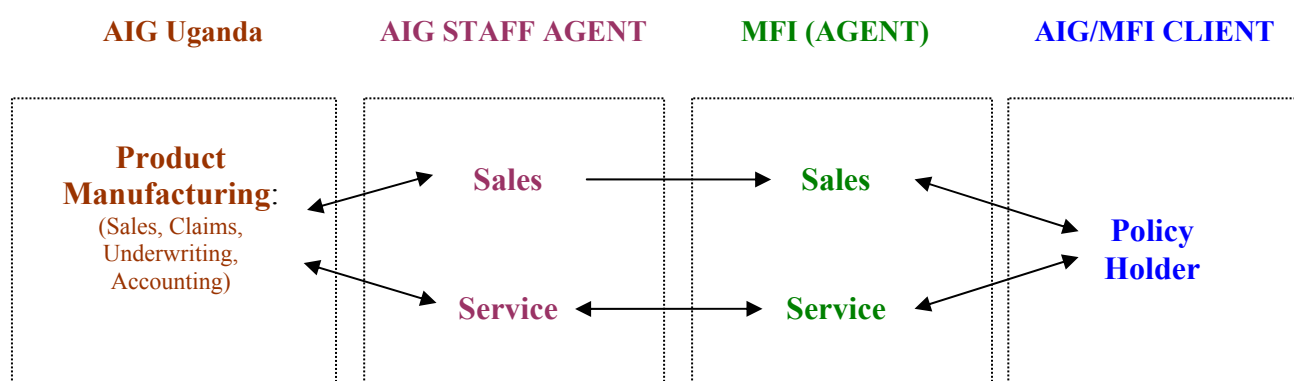 AIG Uganda
AIG STAFF AGENT
MFI (AGENT)
AIG/MFI CLIENT
Product
Manufacturing:
(Sales, Claims,
Underwriting,
Accounting)
Sales
Service
Sales
Service
Policy
Holder